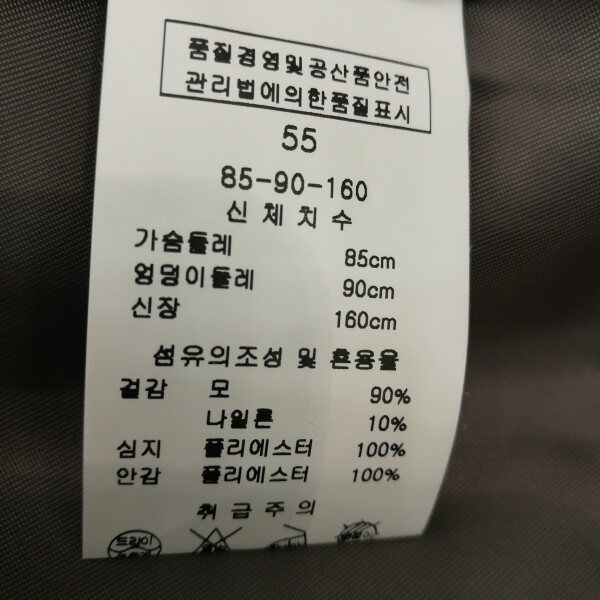 품질경영및공산품안전
관리법에의한품질표시
55
85-90-160
신체치수
가슴둘레 85cm
엉덩이둘레 90cm
신장 160cm
섬유의조성 및 혼용율
겉감 모 90%
나일론 10%
심지 폴리에스터 100%
안감 폴리에스터 100%
취급주의
드라이